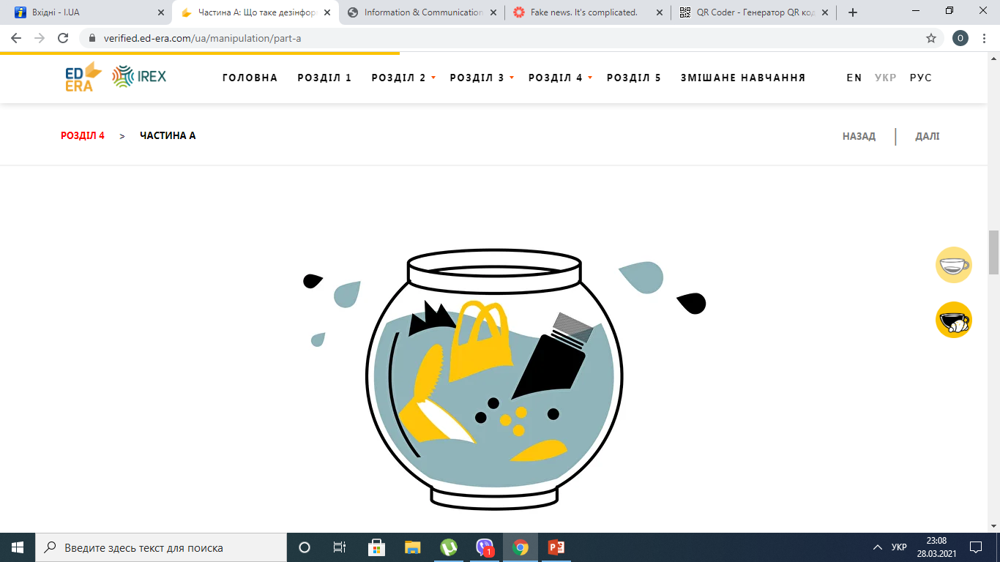 Вхідні - I.UA
Частина А: Що таке дезінфор
Information & Communication
Fake news. It's complicated.
QR Coder - Генератор QR код
verified.ed-era.com/ua/manipulation/part-a
О
ED
ERA
IREX
ГОЛОВНА
РОЗДІЛ 1
РОЗДІЛ 2
РОЗДІЛ 3
РОЗДІЛ 4
РОЗДІЛ 5
ЗМІШАНЕ НАВЧАННЯ
EN
УКР
РУС
РОЗДІЛ 4 > ЧАСТИНА А
НАЗАД
ДАЛІ
Введите здесь текст для поиска
1
УКР
23:08
28.03.2021